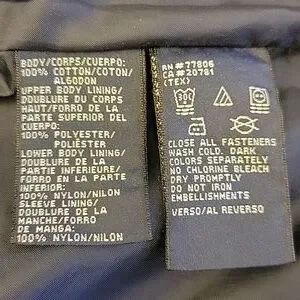 BODY/CORPS/CUERPO:
100% COTTON/COTON/
ALGODON
UPPER BODY LINING/
DOUBLURE DU CORPS
HAUT/FORRO DE LA
PARTE SUPERIOR DEL
CUERPO:
100% POLYESTER/
POLIÉSTER
LOWER BODY LINING/
DOUBLURE DE LA
PARTIE INFERIEURE/
FORRO EN LA PARTE
INFERIOR:
100% NYLON/NILON
SLEEVE LINING/
DOUBLURE DE LA
MANCHE/FORRO
DE MANGA:
100% NYLON/NILON
RN #77806
CA #20781
(TEX)
30
CLOSE ALL FASTENERS
WASH COLD. DARK
COLORS SEPARATELY
NO CHLORINE BLEACH
DRY PROMPTLY
DO NOT IRON
EMBELLISHMENTS
VERSO/AL REVERSO